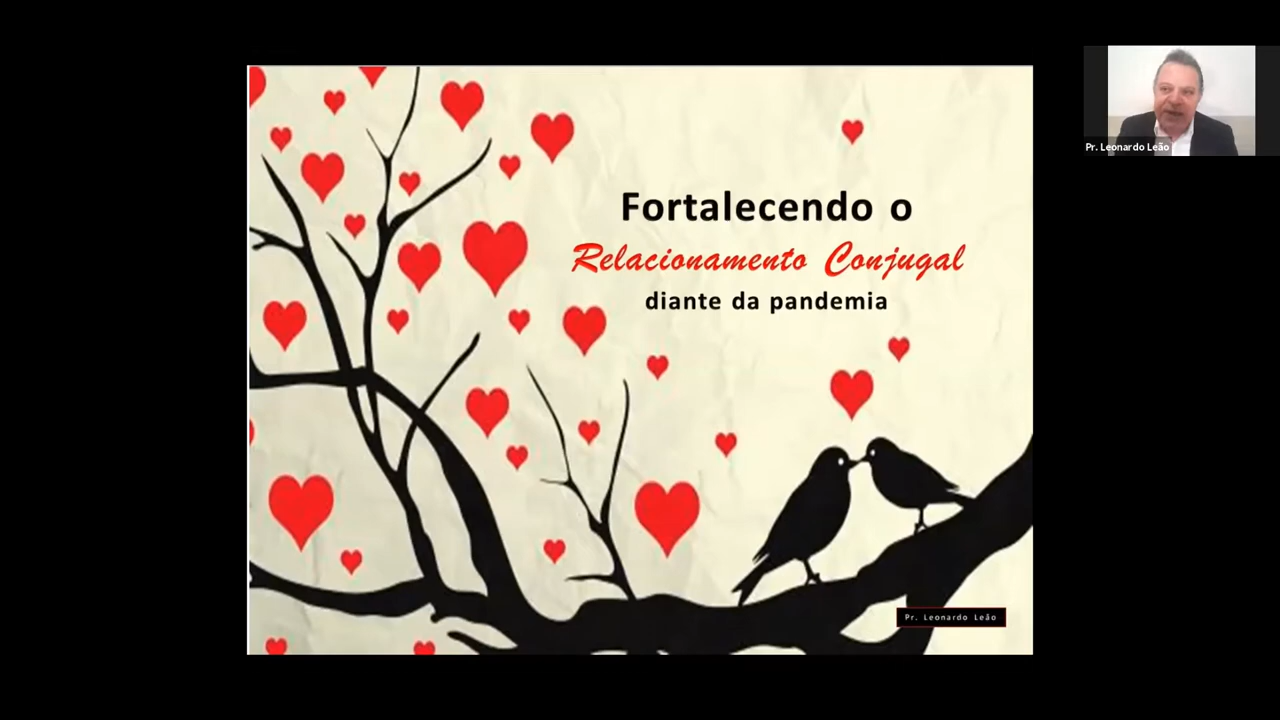 Fortalecendo o
Relacionamento Conjugal
diante da pandemia
Pr. Leonardo Leão
Pr. Leonardo Leão